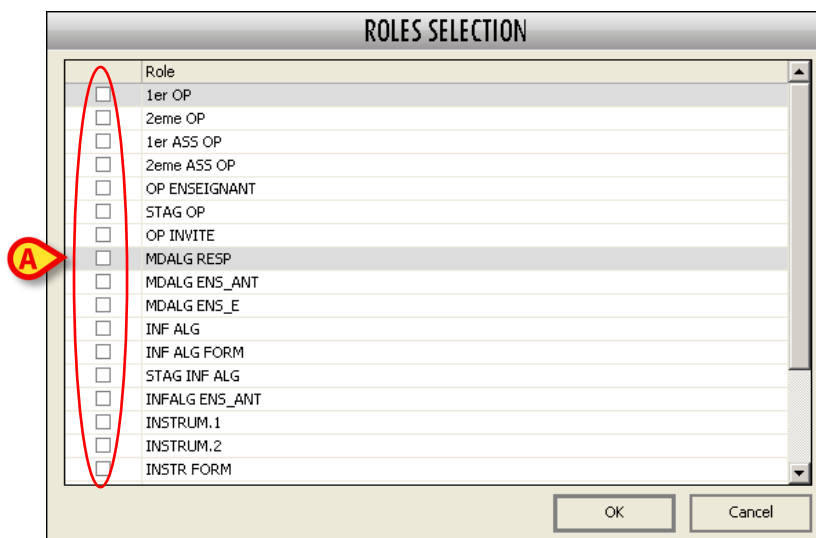 ROLES SELECTION
Role
1er OP
2eme OP
1er ASS OP
2eme ASS OP
OP ENSEIGNANT
STAG OP
OP INVITE
A
MDALG RESP
MDALG ENS_ANT
MDALG ENS_E
INF ALG
INF ALG FORM
STAG INF ALG
INFALG ENS_ANT
INSTRUM.1
INSTRUM.2
INSTR FORM
OK Cancel